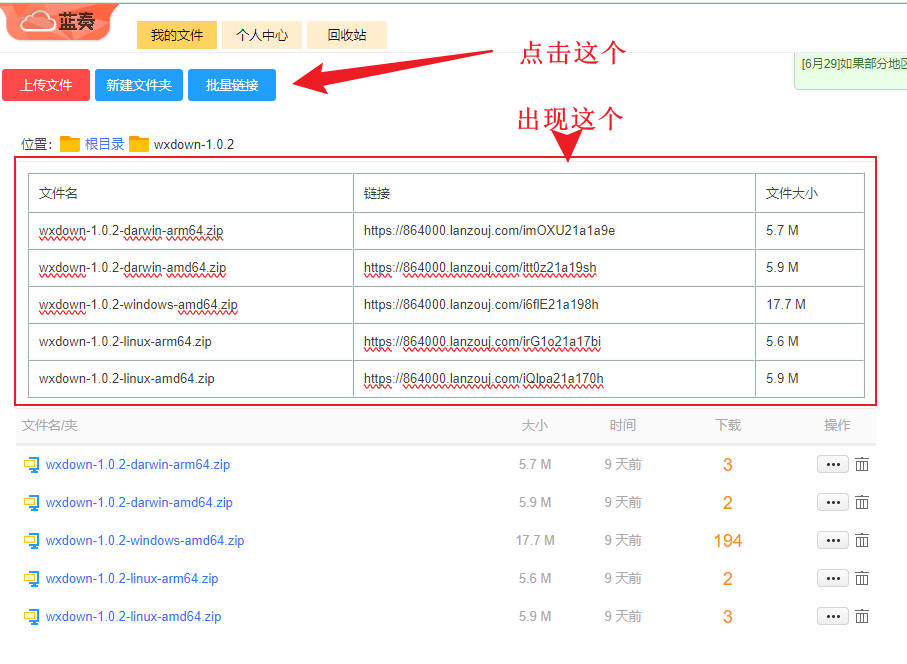 蓝奏
我的文件 个人中心 回收站
点击这个
[6月29]如果部分地区
上传文件 新建文件夹 批量链接
出现这个
位置： 根目录 wxdown-1.0.2
文件名 链接 文件大小
wxdown-1.0.2-darwin-arm64.zip https://864000.lanzouj.com/imOXU21a1a9e 5.7 M
wxdown-1.0.2-darwin-amd64.zip https://864000.lanzouj.com/itt0z21a19sh 5.9 M
wxdown-1.0.2-windows-amd64.zip https://864000.lanzouj.com/i6flE21a198h 17.7 M
wxdown-1.0.2-linux-arm64.zip https://864000.lanzouj.com/irG1o21a17bi 5.6 M
wxdown-1.0.2-linux-amd64.zip https://864000.lanzouj.com/iQlpa21a170h 5.9 M
文件名/夹 大小 时间 下载 操作
wxdown-1.0.2-darwin-arm64.zip 5.7 M 9 天前 3
wxdown-1.0.2-darwin-amd64.zip 5.9 M 9 天前 2
wxdown-1.0.2-windows-amd64.zip 17.7 M 9 天前 194
wxdown-1.0.2-linux-arm64.zip 5.6 M 9 天前 2
wxdown-1.0.2-linux-amd64.zip 5.9 M 9 天前 3